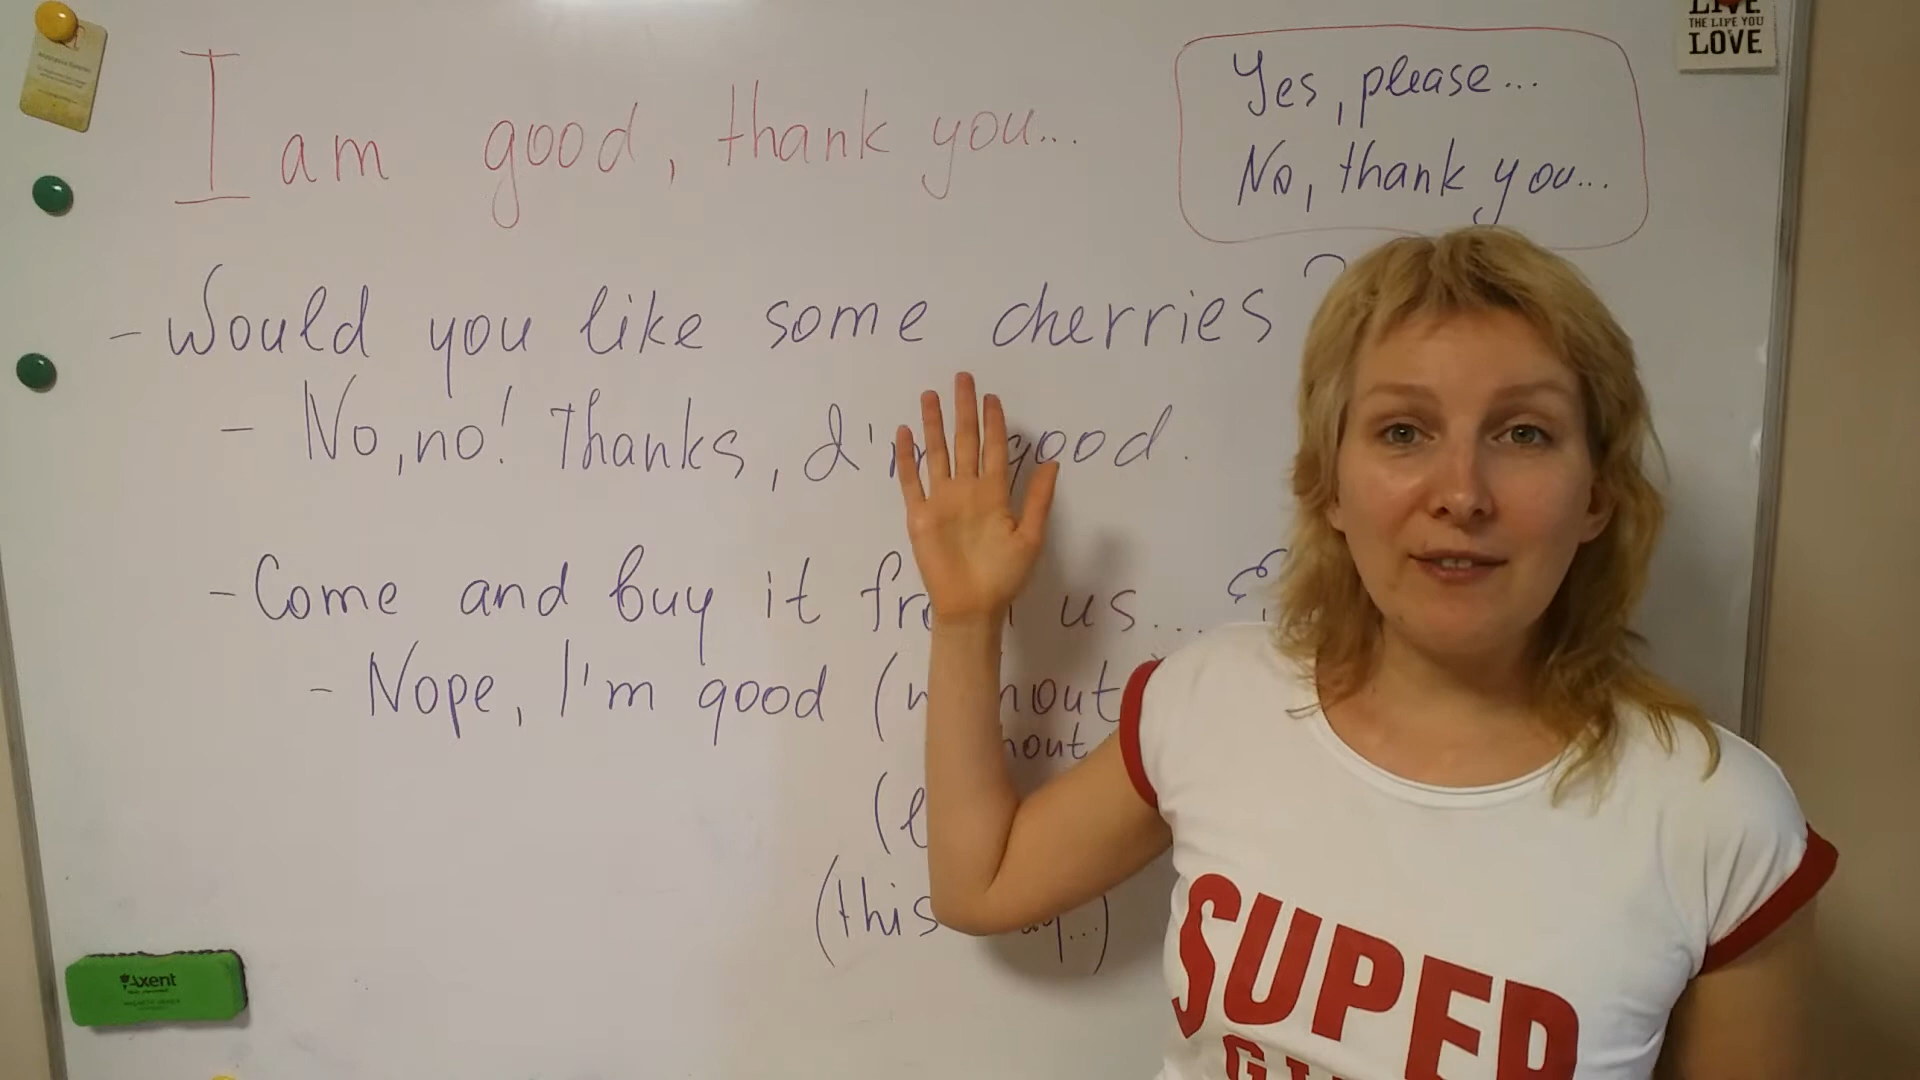 I am good, thank you...
Yes, please...
No, thank you...
- Would you like some cherries?
- No, no! Thanks, I'm good.
- Come and buy it from us...
- Nope, I'm good (without
(this
LIVE
THE LIFE YOU
LOVE
Axent
SUPER